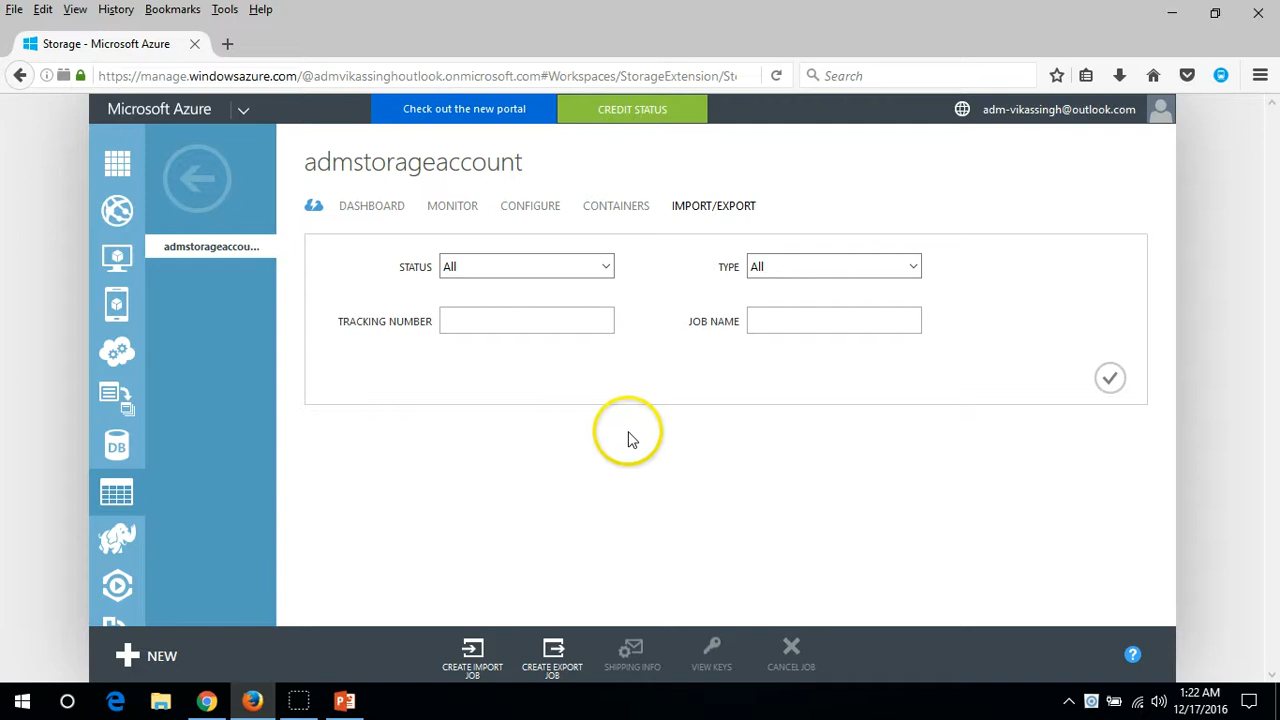 File Edit View History Bookmarks Tools Help
Storage - Microsoft Azure
https://manage.windowsazure.com/@admvikassinghoutlook.onmicrosoft.com#Workspaces/StorageExtension/Sto
Search
Microsoft Azure
Check out the new portal
CREDIT STATUS
adm-vikassingh@outlook.com
admstorageaccount
DASHBOARD MONITOR CONFIGURE CONTAINERS IMPORT/EXPORT
admstorageaccou...
STATUS All TYPE All
TRACKING NUMBER JOB NAME
DB
NEW
CREATE IMPORT JOB
CREATE EXPORT JOB
SHIPPING INFO
VIEW KEYS
CANCEL JOB
?
1:22 AM
12/17/2016